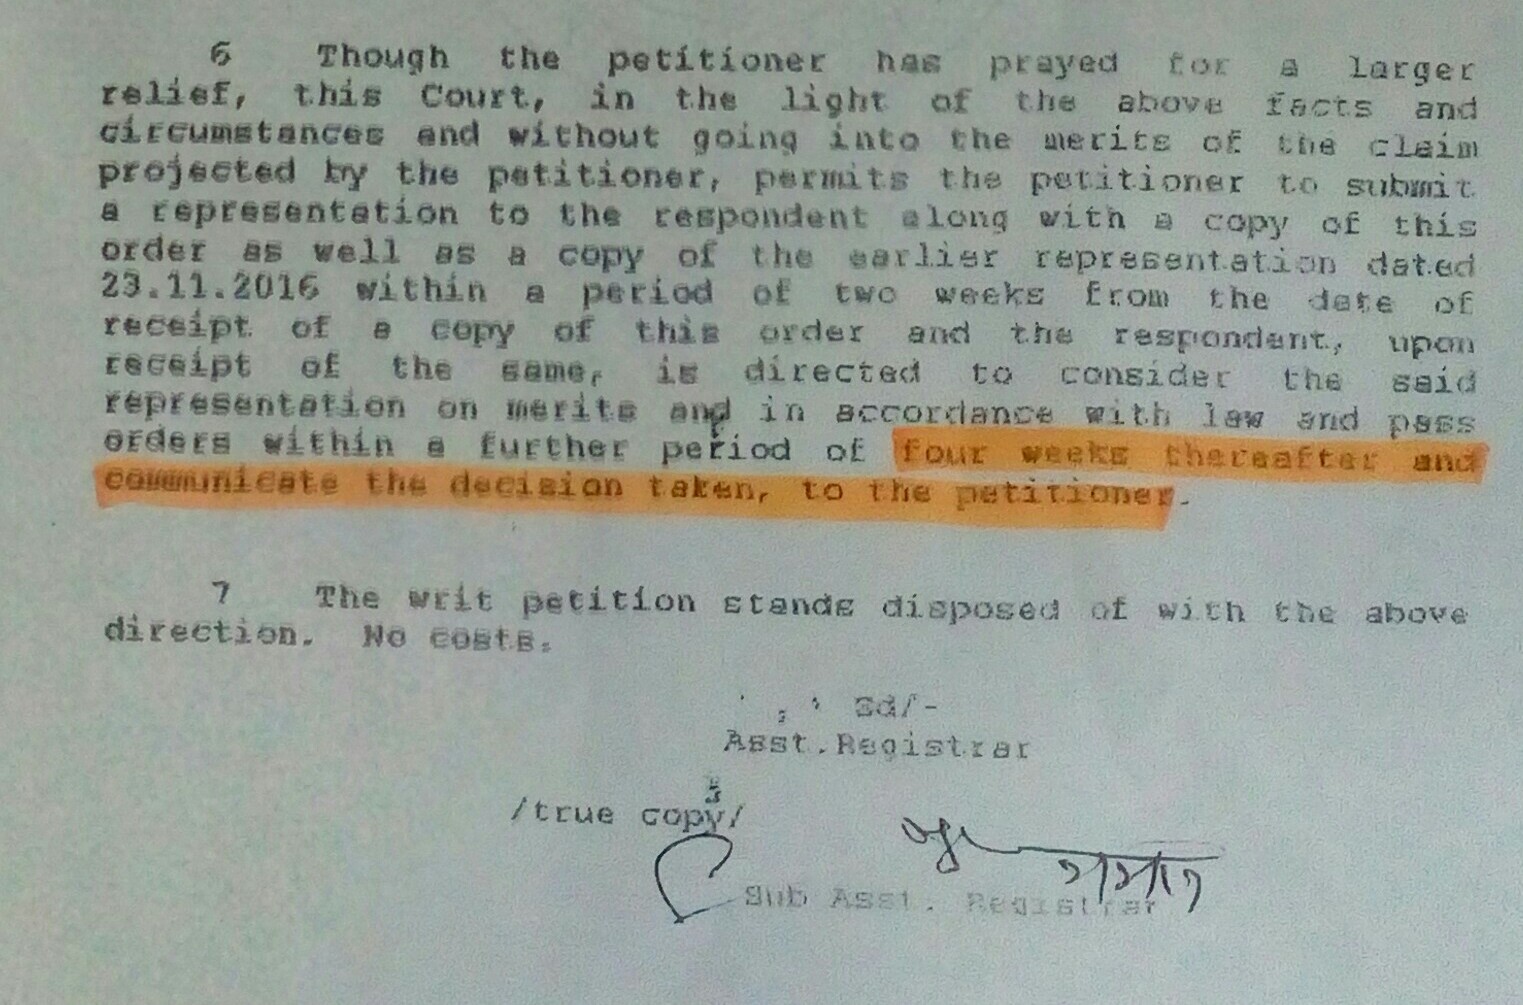 6 Though the petitioner has prayed for a larger
relief, this Court, in the light of the above facts and
circumstances and without going into the merits of the claim
projected by the petitioner, permits the petitioner to submit
a representation to the respondent along with a copy of this
order as well as a copy of the earlier representation dated
23.11.2016 within a period of two weeks from the date of
receipt of a copy of this order and the respondent, upon
receipt of the same, is directed to consider the said
representation on merits and in accordance with law and pass
orders within a further period of four weeks thereafter and
communicate the decision taken, to the petitioner.
7 The writ petition stands disposed of with the above
direction. No costs.
Sd/-
Asst.Registrar
/true copy/
Sub Asst. Registrar